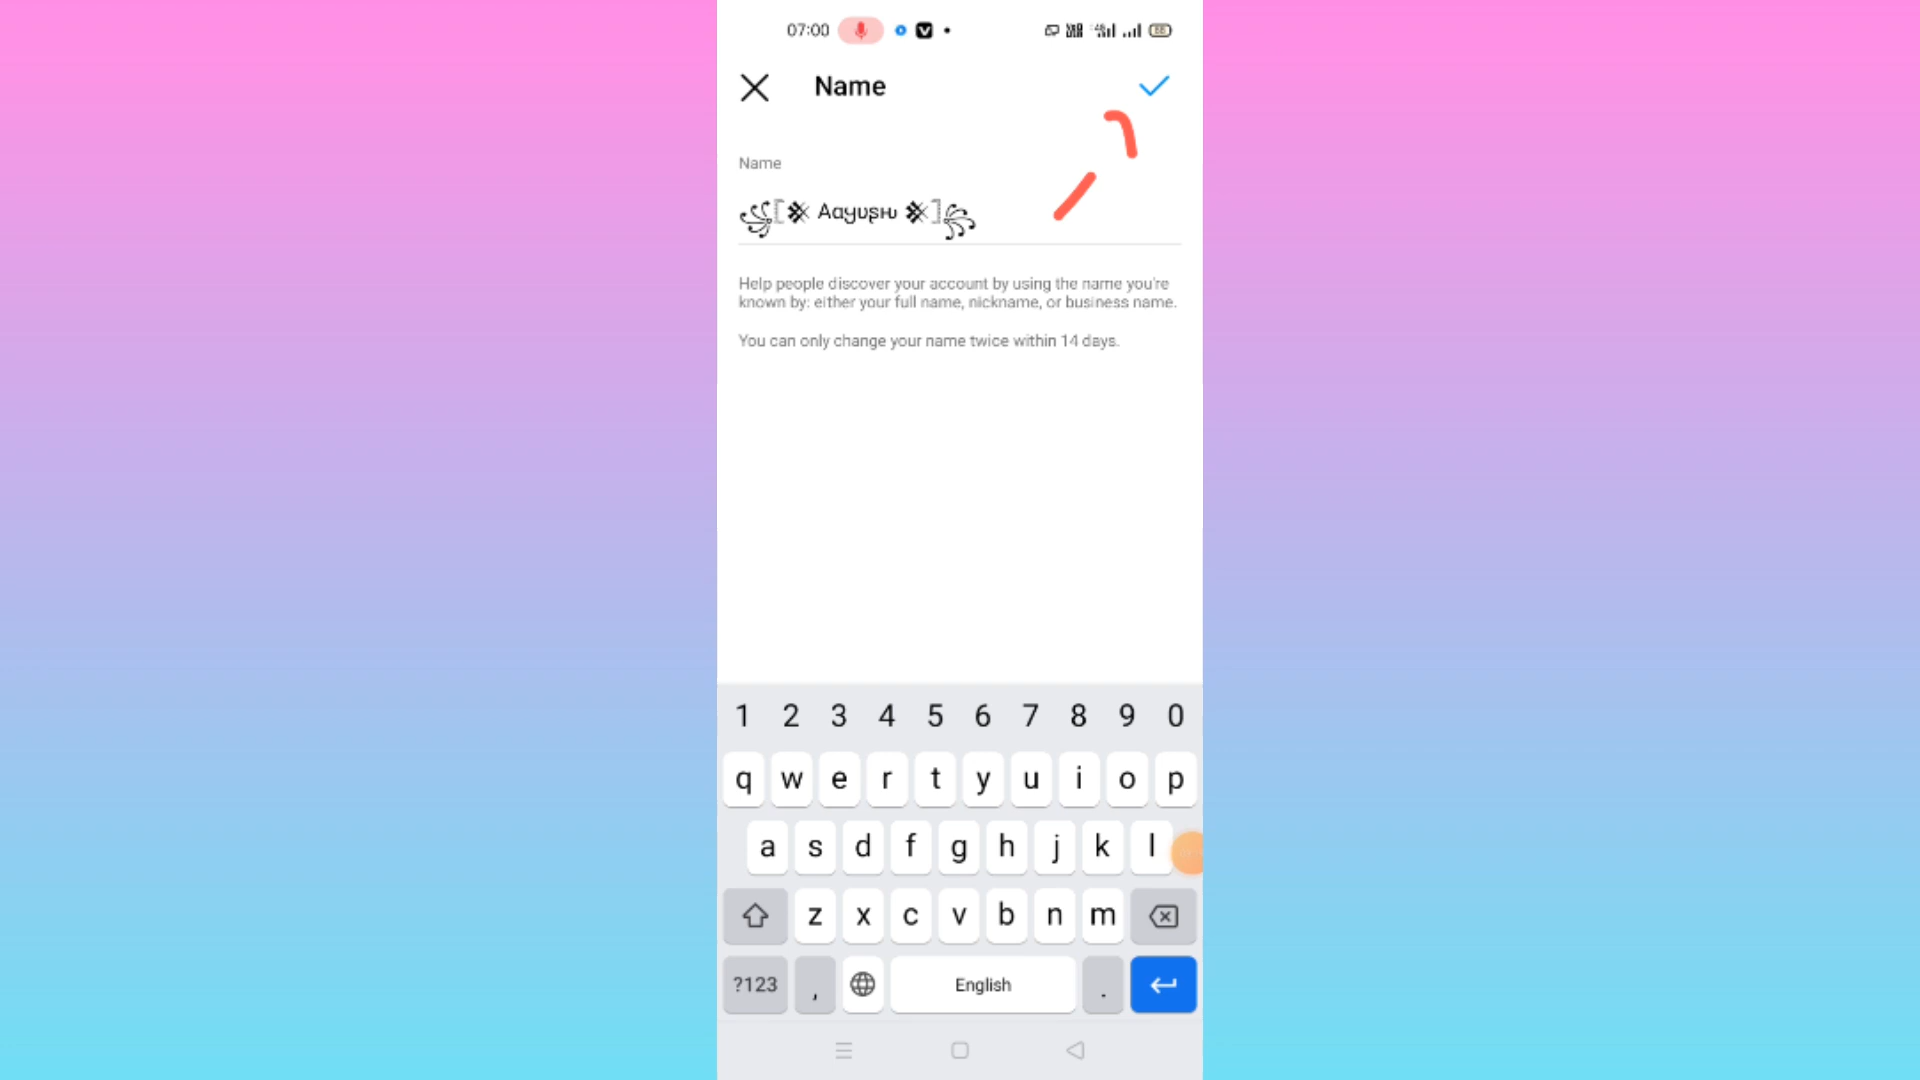 07:00
Name
Name
꧁༺𒆜 Aαყυʂԋ 𒆜༻꧂
Help people discover your account by using the name you're
known by: either your full name, nickname, or business name.
You can only change your name twice within 14 days.
1 2 3 4 5 6 7 8 9 0
q w e r t y u i o p
a s d f g h j k l
z x c v b n m
?123 , English .